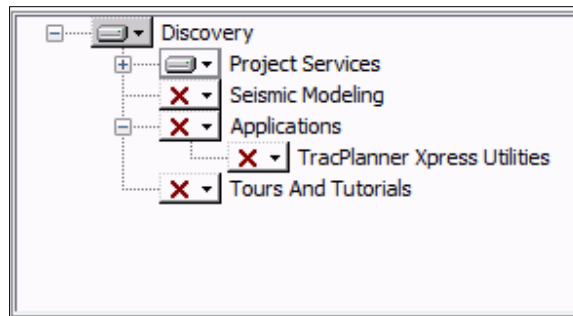 Discovery
Project Services
Seismic Modeling
Applications
TracPlanner Xpress Utilities
Tours And Tutorials